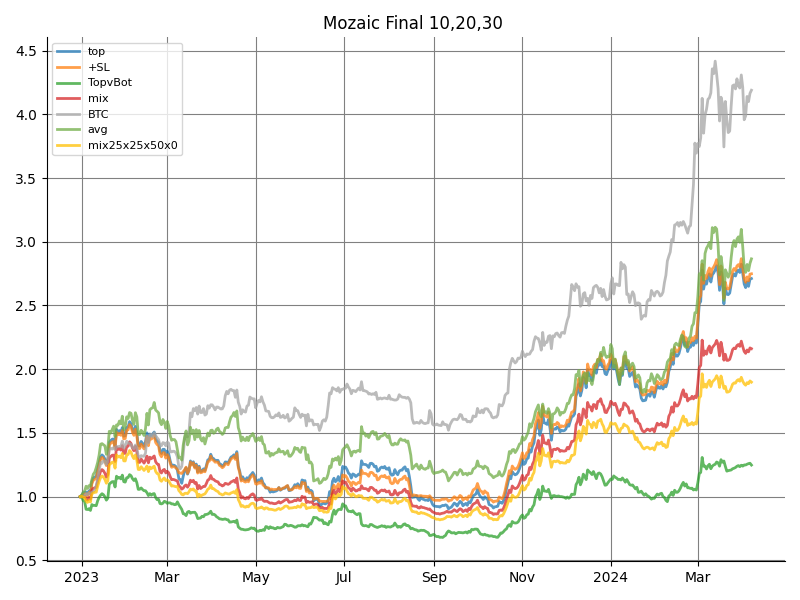 Mozaic Final 10,20,30
top
+SL
TopvBot
mix
BTC
avg
mix25x25x50x0
4.5
4.0
3.5
3.0
2.5
2.0
1.5
1.0
0.5
2023 Mar May Jul Sep Nov 2024 Mar